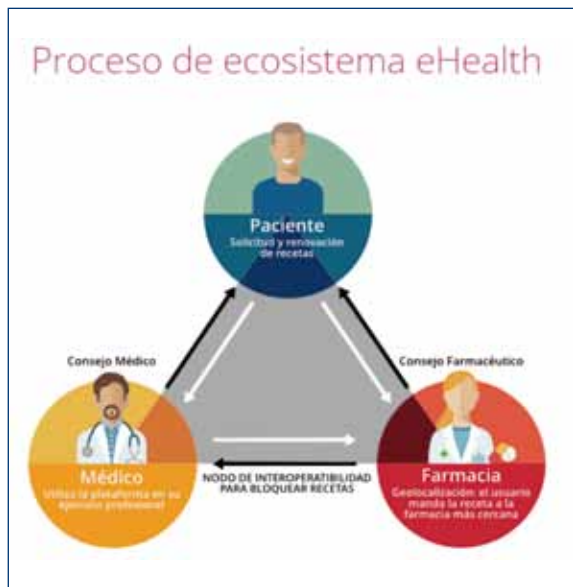 Proceso de ecosistema eHealth
Paciente
Solicitud y renovación
de recetas
Consejo Médico
Consejo Farmacéutico
Médico
Utiliza la plataforma en su
ejercicio profesional
NODO DE INTEROPERATIBILIDAD
PARA BLOQUEAR RECETAS
Farmacia
Geolocalización: el usuario
manda la receta a la
farmacia más cercana